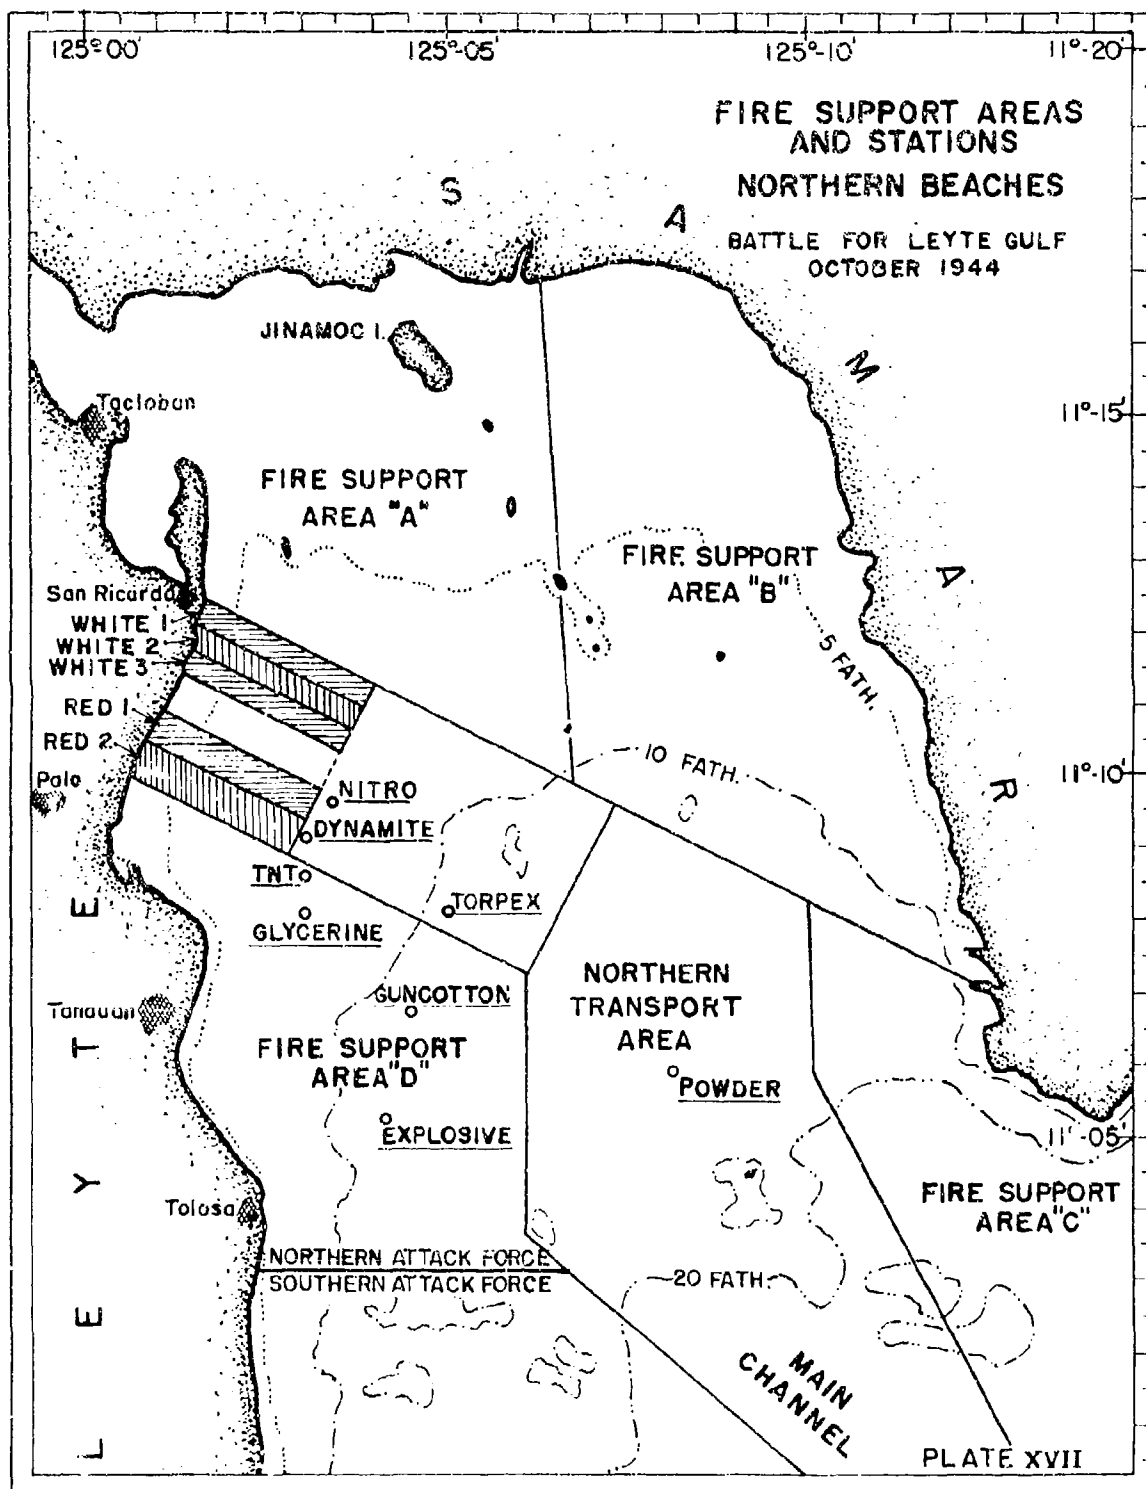 125°00'
125°-05'
125°-10'
11°-20'
FIRE SUPPORT AREAS
AND STATIONS
NORTHERN BEACHES
BATTLE FOR LEYTE GULF
OCTOBER 1944
SAMAR
JINAMOC I.
Tacloban
11°-15'
FIRE SUPPORT
AREA "A"
FIRE SUPPORT
AREA "B"
San Ricardo
WHITE 1
WHITE 2
WHITE 3
5 FATH.
RED 1
RED 2
10 FATH.
11°-10'
Palo
NITRO
DYNAMITE
TNT
TORPEX
GLYCERINE
NORTHERN
TRANSPORT
AREA
GUNCOTTON
Tanauan
FIRE SUPPORT
AREA "D"
POWDER
EXPLOSIVE
11°-05'
FIRE SUPPORT
AREA "C"
Tolosa
NORTHERN ATTACK FORCE
SOUTHERN ATTACK FORCE
20 FATH.
LEYTE
MAIN
CHANNEL
PLATE XVII